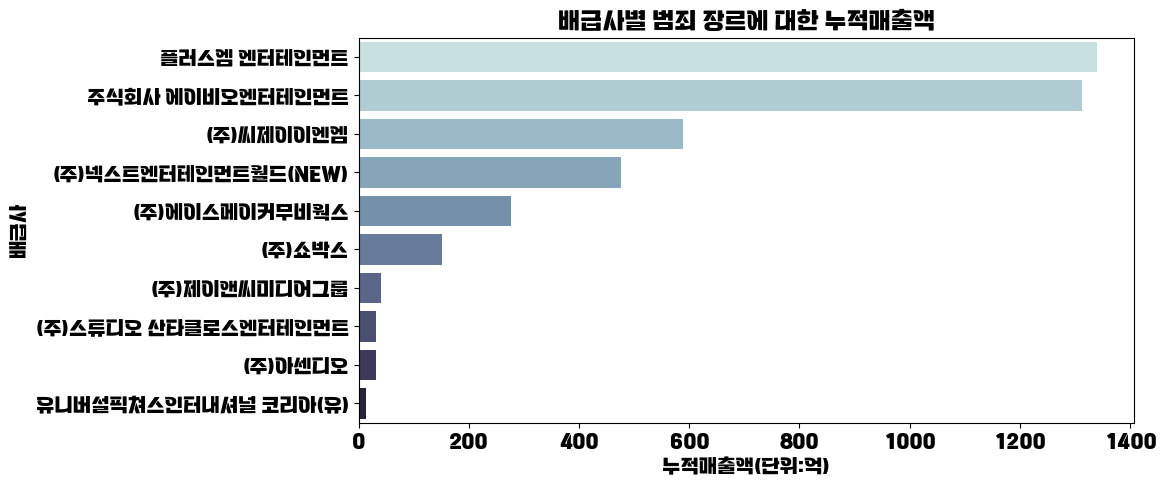 배급사별 범죄 장르에 대한 누적매출액
플러스엠 엔터테인먼트
주식회사 에이비오엔터테인먼트
(주)씨제이이엔엠
(주)넥스트엔터테인먼트월드(NEW)
(주)에이스메이커무비웍스
(주)쇼박스
(주)제이앤씨미디어그룹
(주)스튜디오 산타클로스엔터테인먼트
(주)아센디오
유니버설픽쳐스인터내셔널 코리아(유)
배급사
0 200 400 600 800 1000 1200 1400
누적매출액(단위:억)